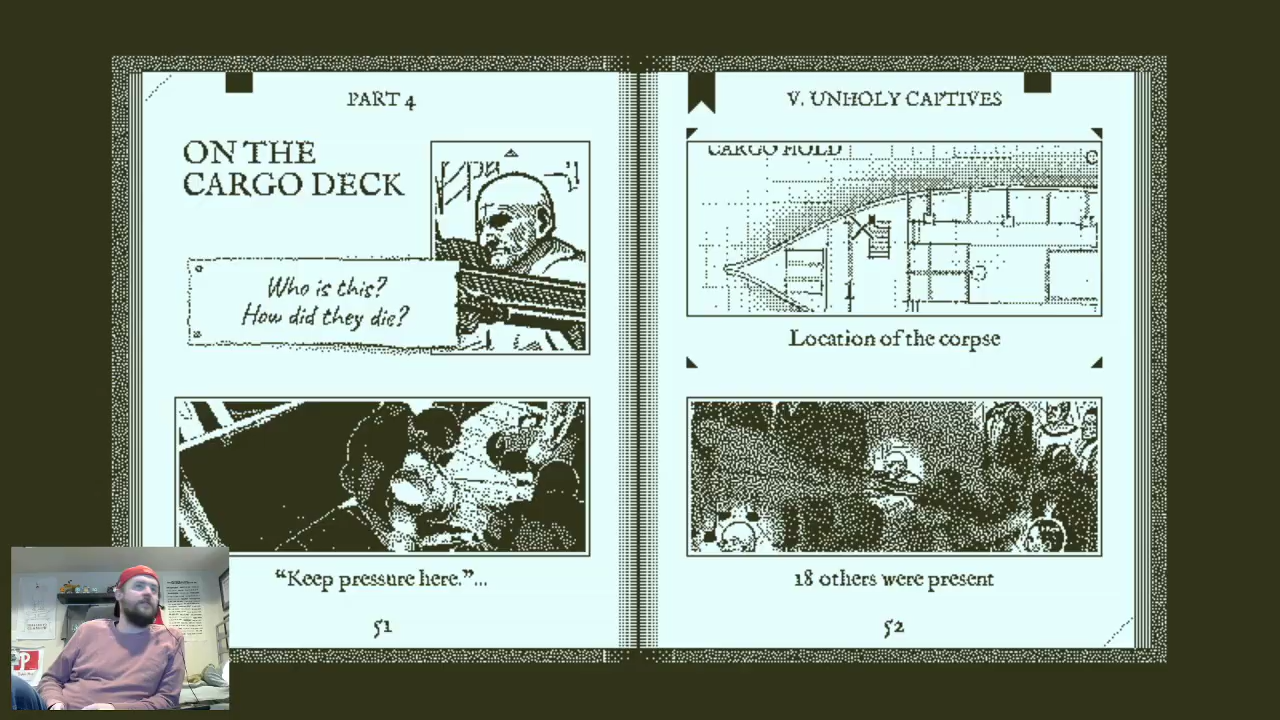 PART 4
ON THE
CARGO DECK
Who is this?
How did they die?
"Keep pressure here."...
51
V. UNHOLY CAPTIVES
CARGO HOLD
Location of the corpse
18 others were present
52